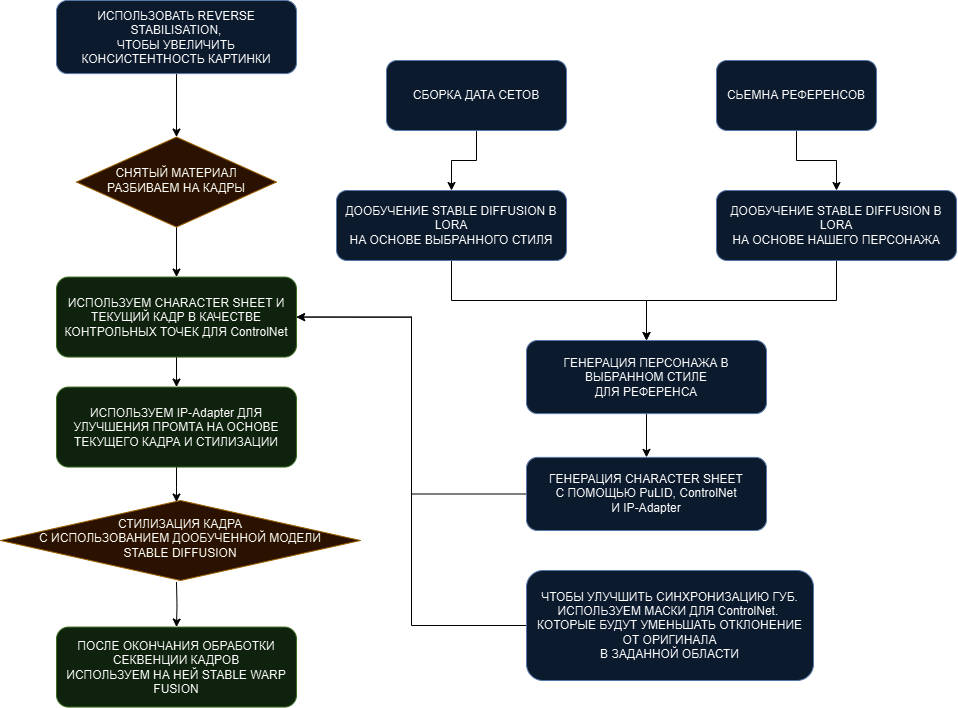 ИСПОЛЬЗОВАТЬ REVERSE
STABILISATION,
ЧТОБЫ УВЕЛИЧИТЬ
КОНСИСТЕНТНОСТЬ КАРТИНКИ
СНЯТЫЙ МАТЕРИАЛ
РАЗБИВАЕМ НА КАДРЫ
ИСПОЛЬЗУЕМ CHARACTER SHEET И
ТЕКУЩИЙ КАДР В КАЧЕСТВЕ
КОНТРОЛЬНЫХ ТОЧЕК ДЛЯ ControlNet
ИСПОЛЬЗУЕМ IP-Adapter ДЛЯ
УЛУЧШЕНИЯ ПРОМТА НА ОСНОВЕ
ТЕКУЩЕГО КАДРА И СТИЛИЗАЦИИ
СТИЛИЗАЦИЯ КАДРА
С ИСПОЛЬЗОВАНИЕМ ДООБУЧЕННОЙ МОДЕЛИ
STABLE DIFFUSION
ПОСЛЕ ОКОНЧАНИЯ ОБРАБОТКИ
СЕКВЕНЦИИ КАДРОВ
ИСПОЛЬЗУЕМ НА НЕЙ STABLE WARP
FUSION
СБОРКА ДАТА СЕТОВ
ДООБУЧЕНИЕ STABLE DIFFUSION В
LORA
НА ОСНОВЕ ВЫБРАННОГО СТИЛЯ
СЬЕМНА РЕФЕРЕНСОВ
ДООБУЧЕНИЕ STABLE DIFFUSION В
LORA
НА ОСНОВЕ НАШЕГО ПЕРСОНАЖА
ГЕНЕРАЦИЯ ПЕРСОНАЖА В
ВЫБРАННОМ СТИЛЕ
ДЛЯ РЕФЕРЕНСА
ГЕНЕРАЦИЯ CHARACTER SHEET
С ПОМОЩЬЮ PuLID, ControlNet
И IP-Adapter
ЧТОБЫ УЛУЧШИТЬ СИНХРОНИЗАЦИЮ ГУБ.
ИСПОЛЬЗУЕМ МАСКИ ДЛЯ ControlNet.
КОТОРЫЕ БУДУТ УМЕНЬШАТЬ ОТКЛОНЕНИЕ
ОТ ОРИГИНАЛА
В ЗАДАННОЙ ОБЛАСТИ